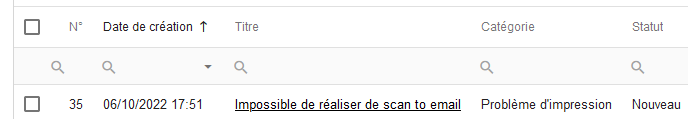 N° Date de création ↑ Titre Catégorie Statut
35 06/10/2022 17:51 Impossible de réaliser de scan to email Problème d'impression Nouveau